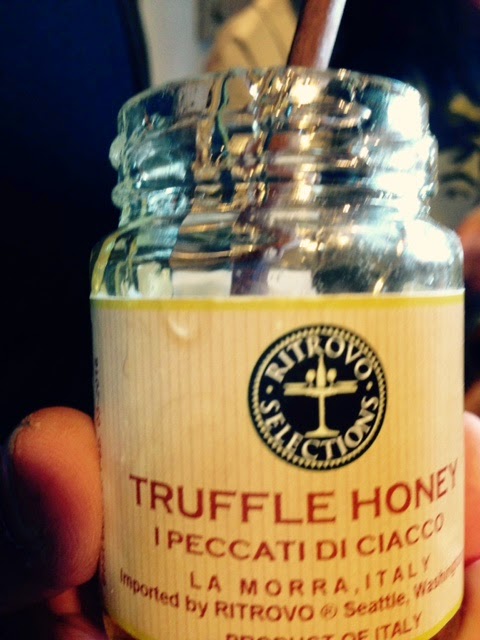 RITROVO
SELECTIONS
TRUFFLE HONEY
I PECCATI DI CIACCO
LA MORRA, ITALY
Imported by RITROVO ® Seattle, Washington
PRODUCT OF ITALY